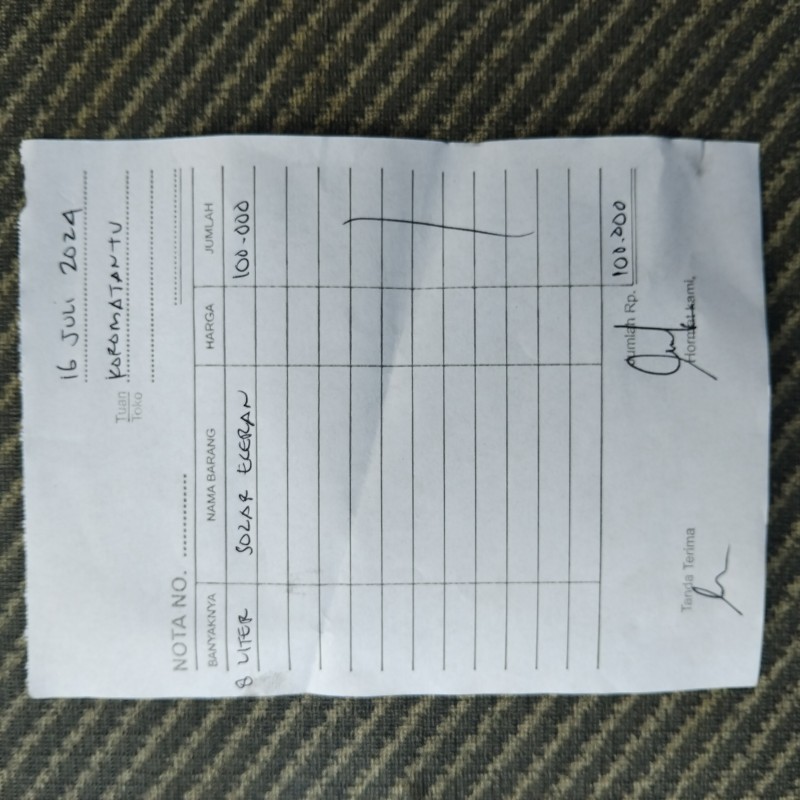 16 JULI 2024
Tuan KOROMATANTU
Toko
NOTA NO.
BANYAKNYA NAMA BARANG HARGA JUMLAH
8 LITER SOLAR ECERAN 100.000
Jumlah Rp. 100.000
Tanda Terima Hormat kami,